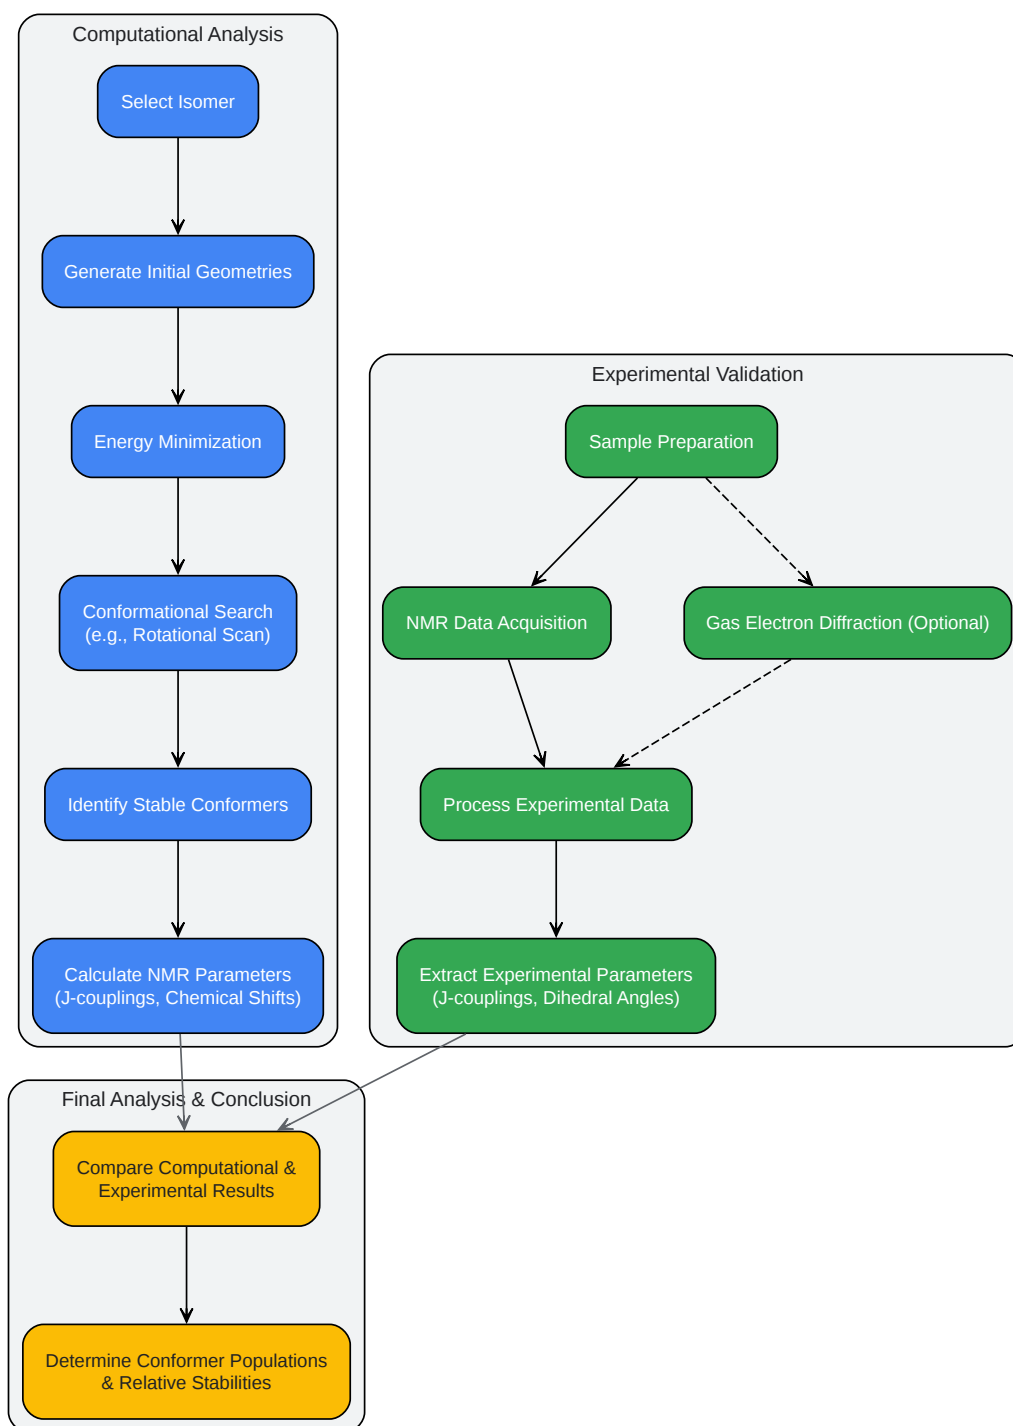 Computational Analysis
Select Isomer
Generate Initial Geometries
Energy Minimization
Conformational Search
(e.g., Rotational Scan)
Identify Stable Conformers
Calculate NMR Parameters
(J-couplings, Chemical Shifts)
Experimental Validation
Sample Preparation
NMR Data Acquisition
Gas Electron Diffraction (Optional)
Process Experimental Data
Extract Experimental Parameters
(J-couplings, Dihedral Angles)
Final Analysis & Conclusion
Compare Computational &
Experimental Results
Determine Conformer Populations
& Relative Stabilities